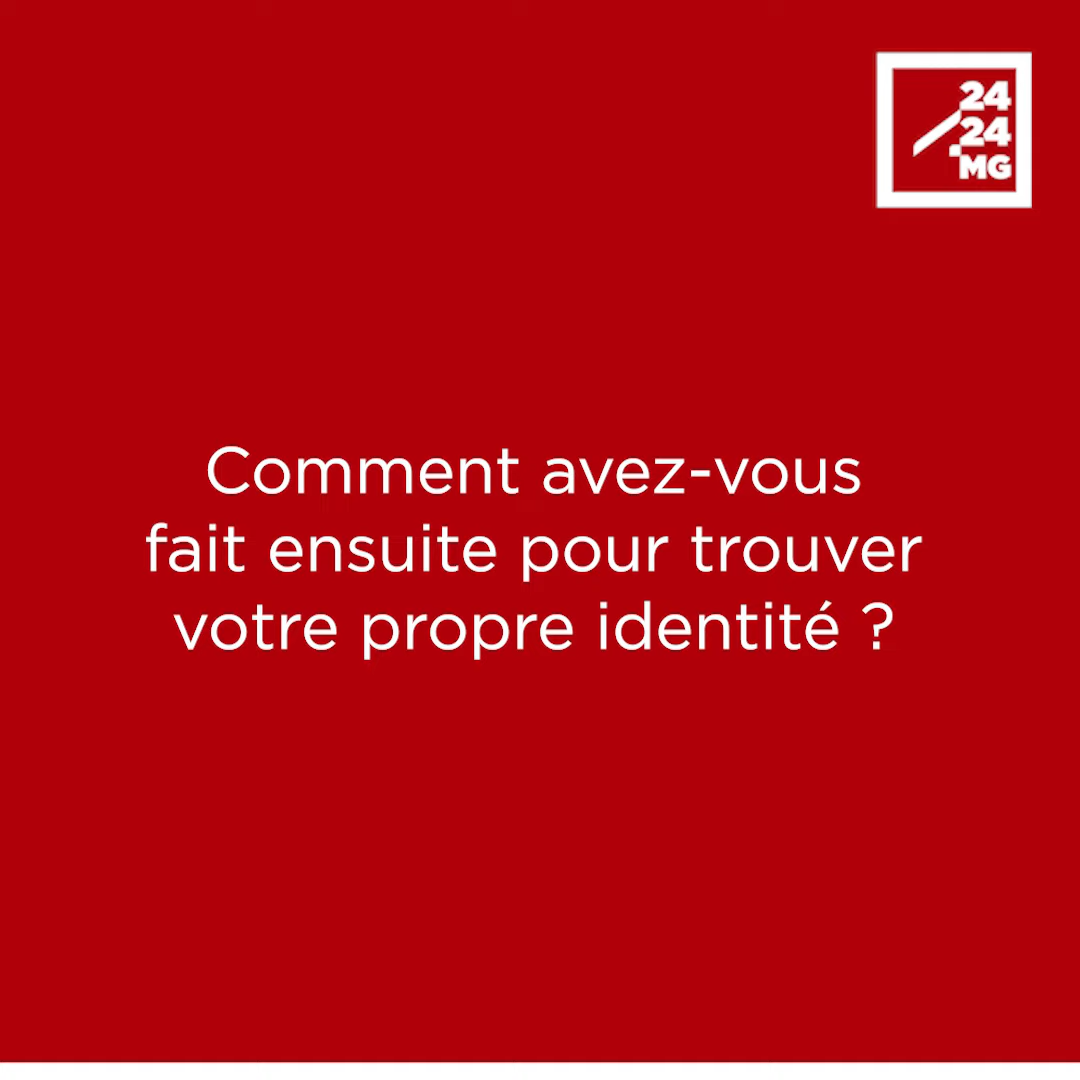 24
24
MG
Comment avez-vous
fait ensuite pour trouver
votre propre identité ?